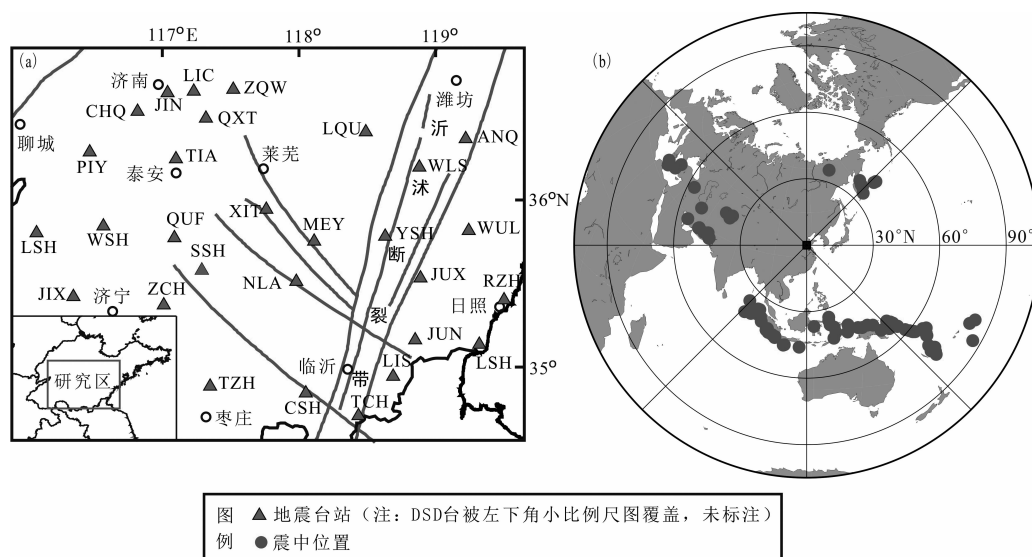 117°E
118°
119°
(a)
济南
LIC
ZQW
JIN
CHQ
QXT
潍坊
沂
聊城
LQU
ANQ
PIY
TIA
泰安
莱芜
WLS
沭
36°N
XIT
MEY
LSH
WSH
QUF
YSH
WUL
断
SSH
NLA
JUX
RZH
JIX
济宁
ZCH
日照
裂
JUN
LSH
研究区
临沂
带
LIS
TZH
CSH
TCH
枣庄
35°
(b)
30°N
60°
90°
图 地震台站(注:DSD台被左下角小比例尺图覆盖,未标注)
例 震中位置